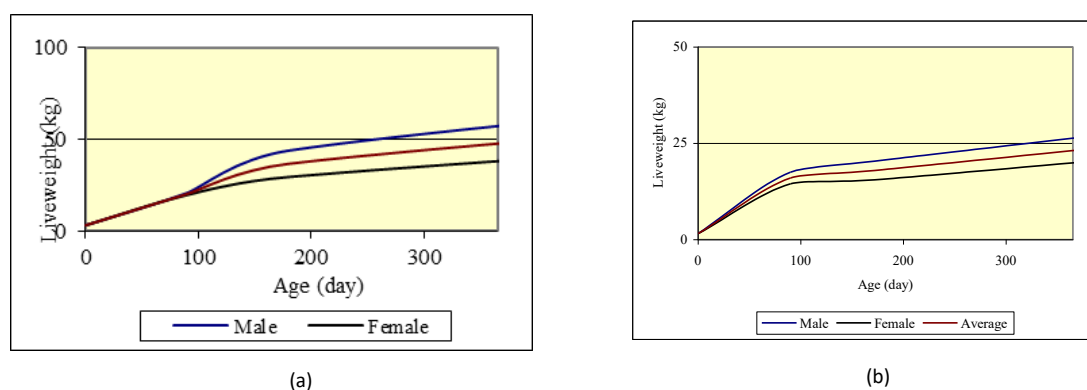 100
50
0
Liveweight (kg)
0 100 200 300
Age (day)
Male Female
(a)
50
25
0
Liveweight (kg)
0 100 200 300
Age (day)
Male Female Average
(b)